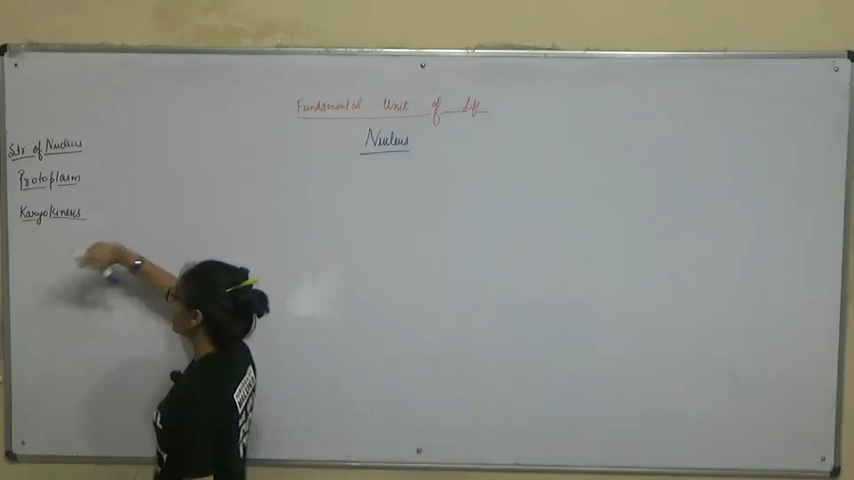 Fundamental Unit of Life
Nucleus
Str of Nucleus
Protoplasm
Karyokinesis